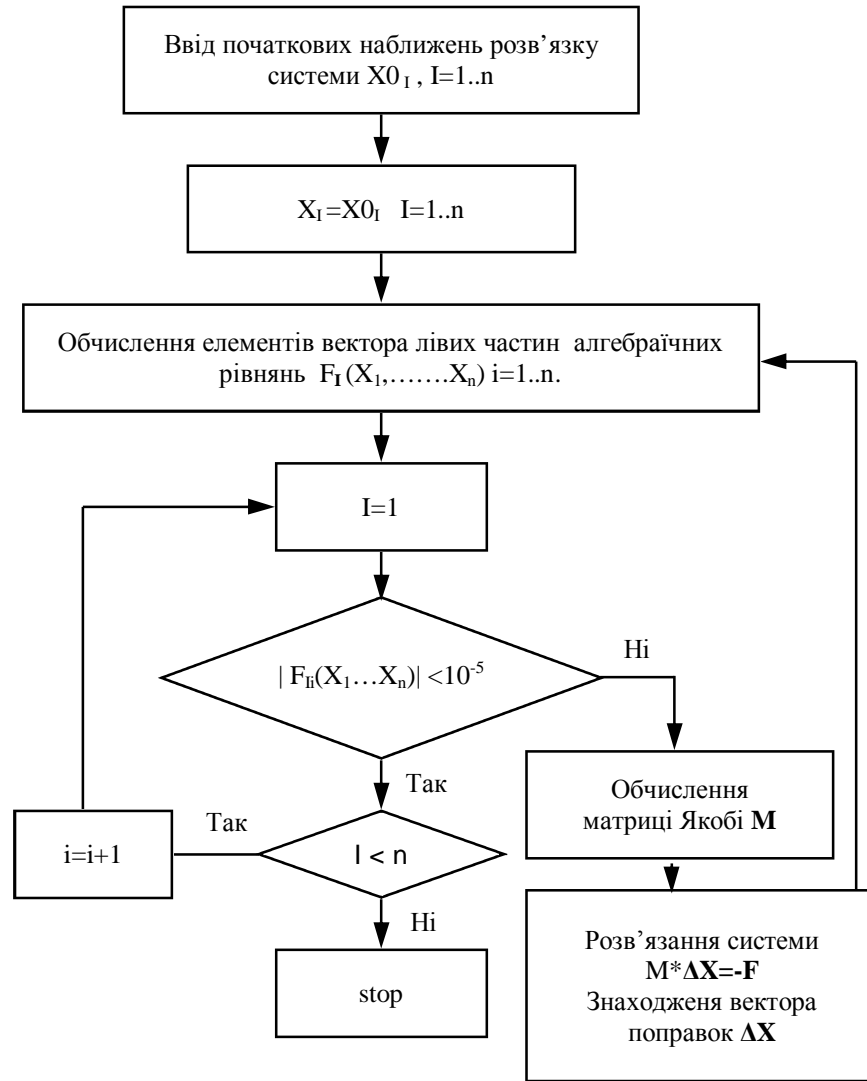 Ввід початкових наближень розв’язку
системи X0 I , I=1..n
XI =X0I I=1..n
Обчислення елементів вектора лівих частин алгебраїчних
рівнянь FI (X1,…….Xn) i=1..n.
I=1
| FIi(X1…Xn)| <10-5
Ні
Так
Обчислення
матриці Якобі M
i=i+1
Так
I < n
Ні
stop
Розв’язання системи
M*ΔX=-F
Знаходженя вектора
поправок ΔX